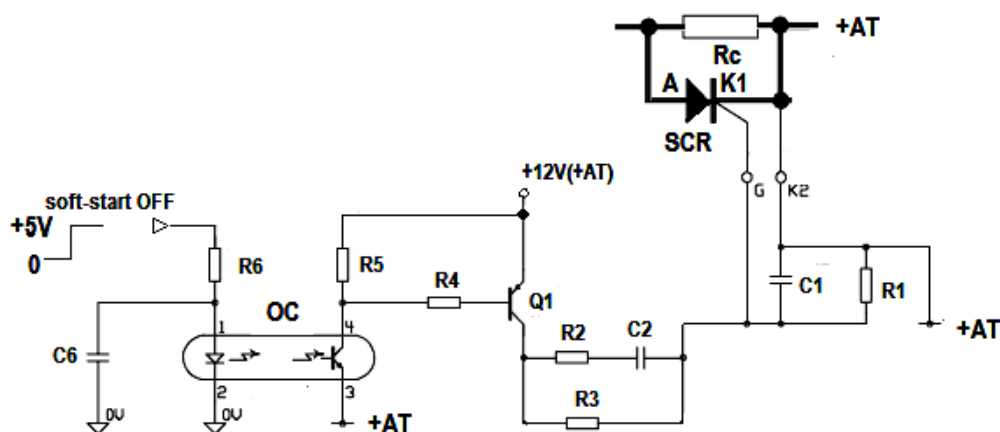 +AT
Rc
A K1
SCR
+12V(+AT)
G K2
soft-start OFF
+5V
0
R6
R5
R4
Q1
C1
R1
OC
1 4
C6
R2 C2
+AT
2 3
R3
0V 0V
+AT